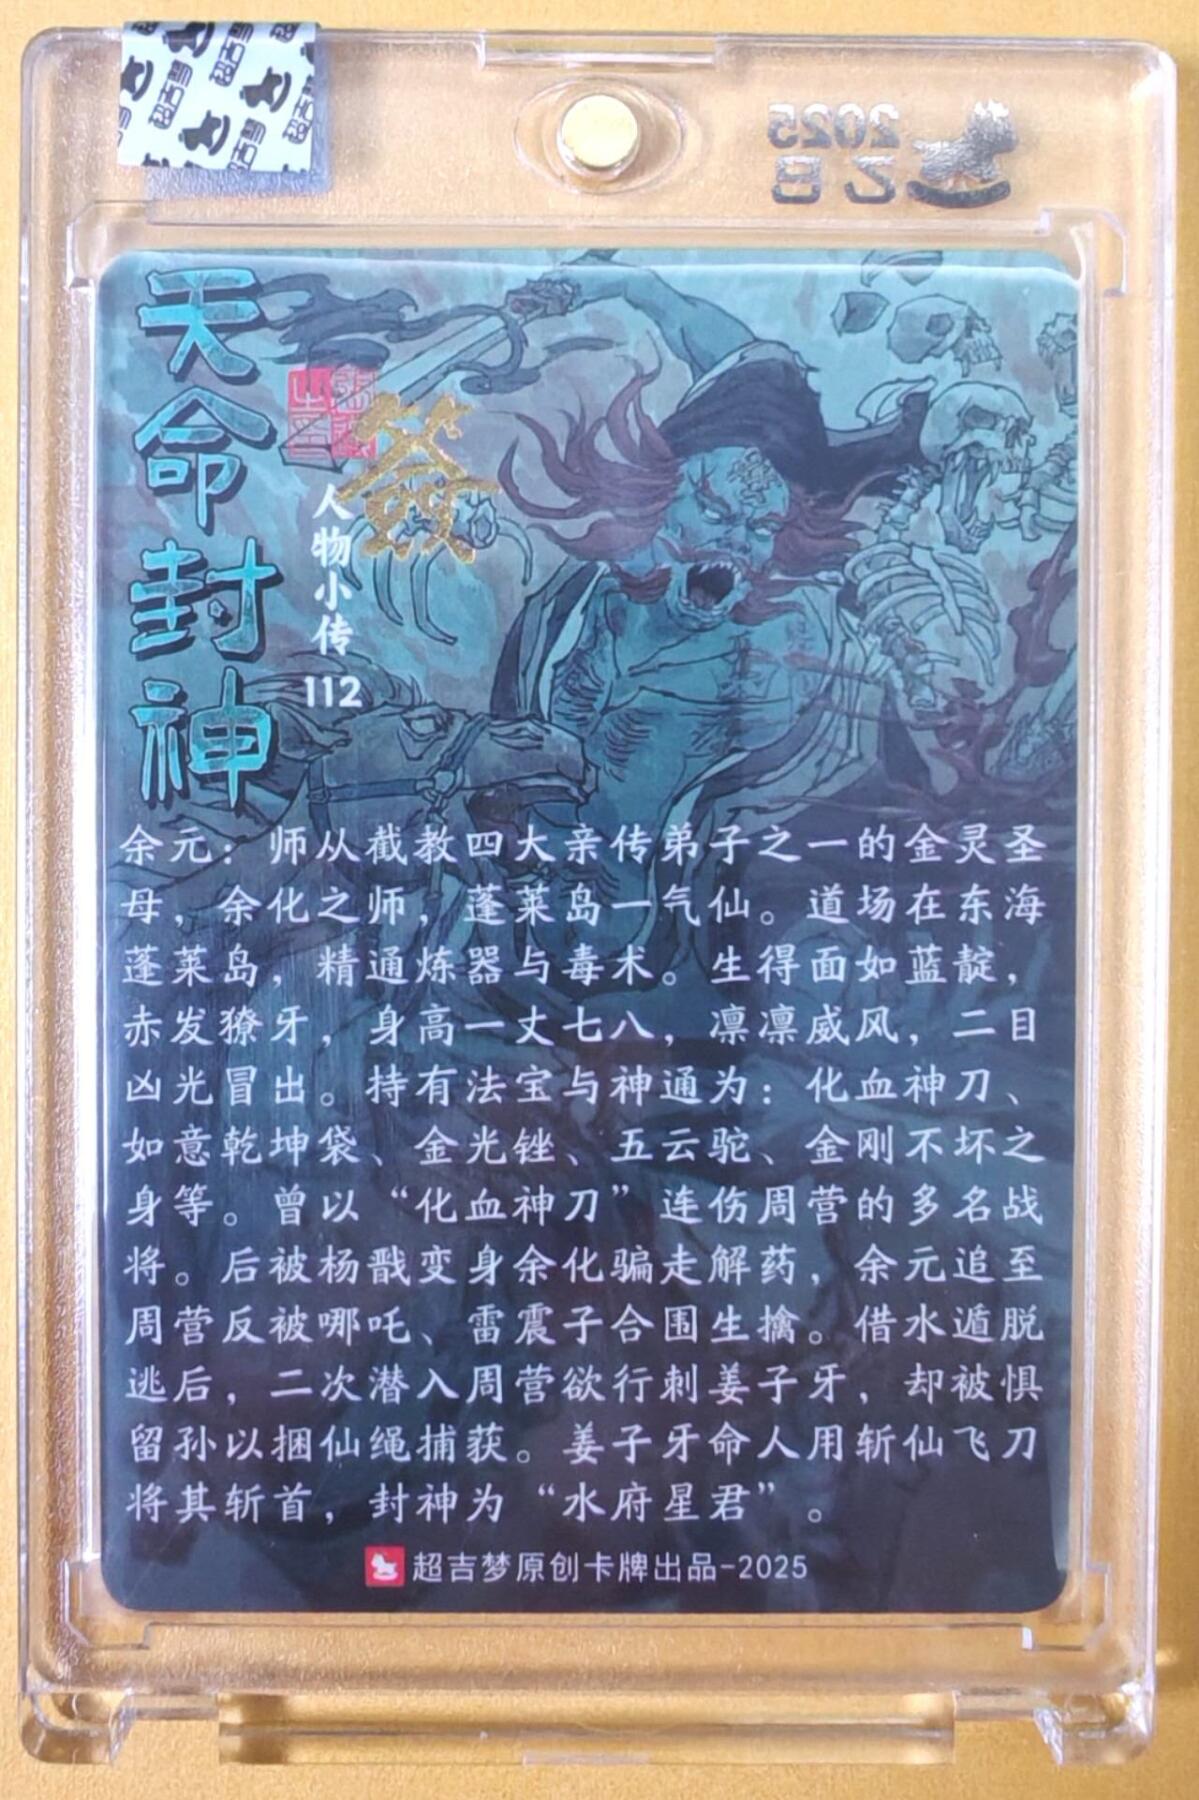 2025
乙巳
天命封神
人物小传
112
余元：师从截教四大亲传弟子之一的金灵圣
母，余化之师，蓬莱岛一气仙。道场在东海
蓬莱岛，精通炼器与毒术。生得面如蓝靛，
赤发獠牙，身高一丈七八，凛凛威风，二目
凶光冒出。持有法宝与神通为：化血神刀、
如意乾坤袋、金光锉、五云驼、金刚不坏之
身等。曾以“化血神刀”连伤周营的多名战
将。后被杨戬变身余化骗走解药，余元追至
周营反被哪吒、雷震子合围生擒。借水遁脱
逃后，二次潜入周营欲行刺姜子牙，却被惧
留孙以捆仙绳捕获。姜子牙命人用斩仙飞刀
将其斩首，封神为“水府星君”。
超吉梦原创卡牌出品-2025